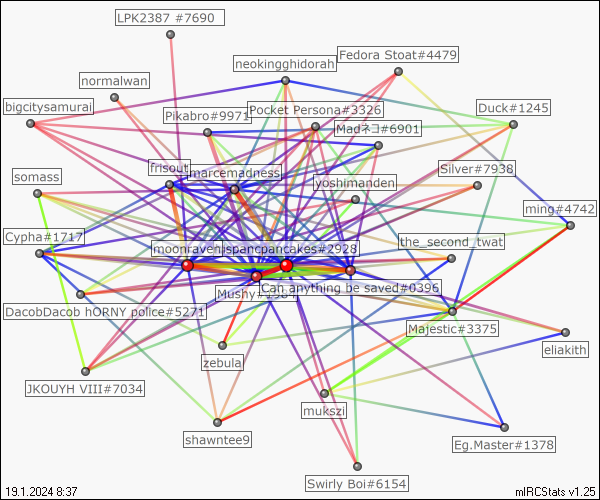 LPK2387 #7690
neokingghidorah
Fedora Stoat#4479
normalwan
bigcitysamurai
Pikabro#9971
Pocket Persona#3326
Duck#1245
Madネコ#6901
frisout
marcemadness
Silver#7938
somass
yoshimanden
ming#4742
Cypha#1717
moonraven
ispancpancakes#2928
the_second_twat
Can anything be saved#0396
DacobDacob hORNY police#5271
Majestic#3375
eliakith
zebula
JKOUYH VIII#7034
mukszi
shawntee9
Eg.Master#1378
Swirly Boi#6154
19.1.2024 8:37
mIRCStats v1.25